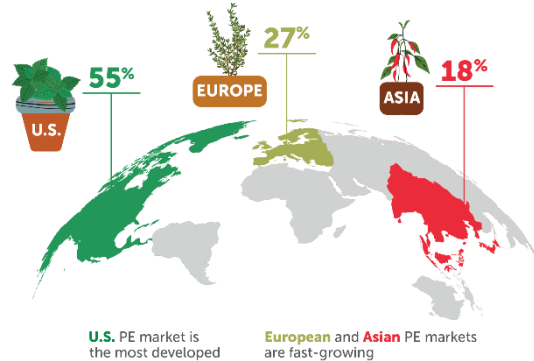 55%
U.S.
27%
EUROPE
18%
ASIA
U.S. PE market is
the most developed
European and Asian PE markets
are fast-growing